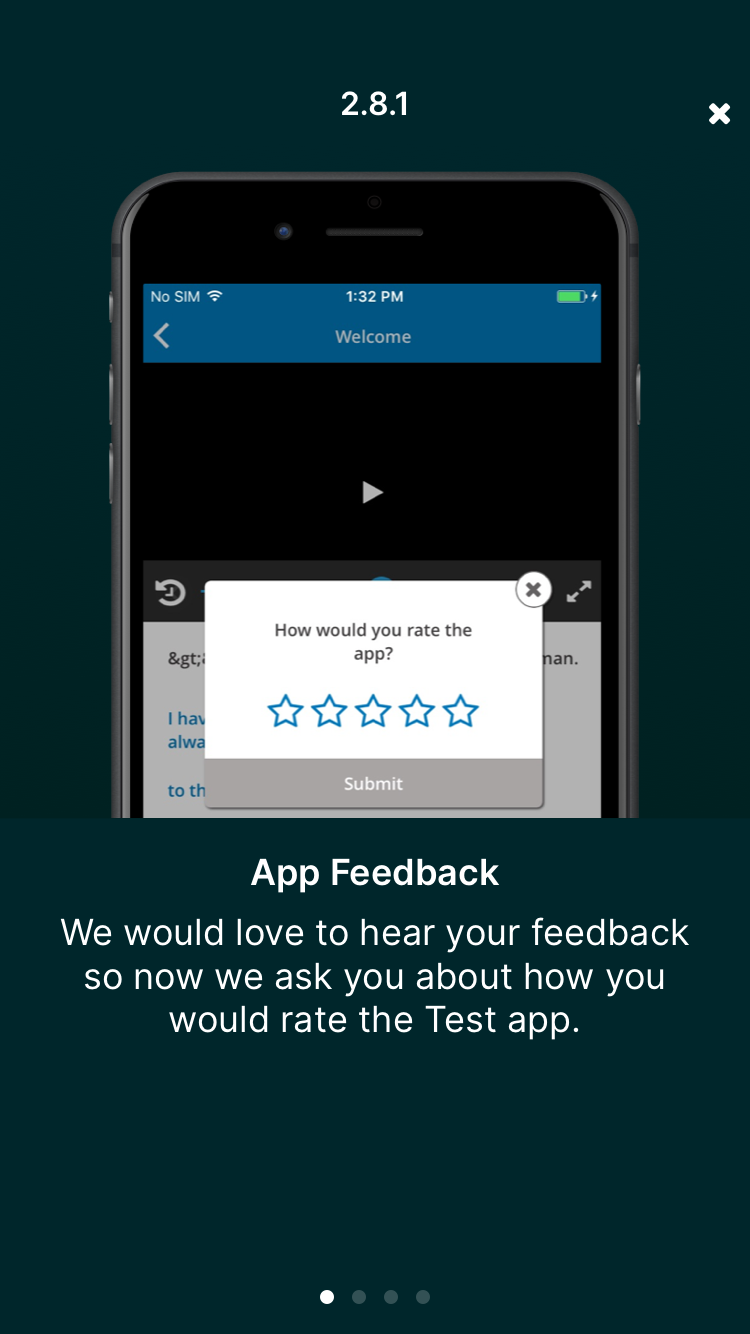 2.8.1
No SIM 1:32 PM
Welcome
How would you rate the
app?
&gt;
man.
I hav
alwa
to th
Submit
App Feedback
We would love to hear your feedback
so now we ask you about how you
would rate the Test app.